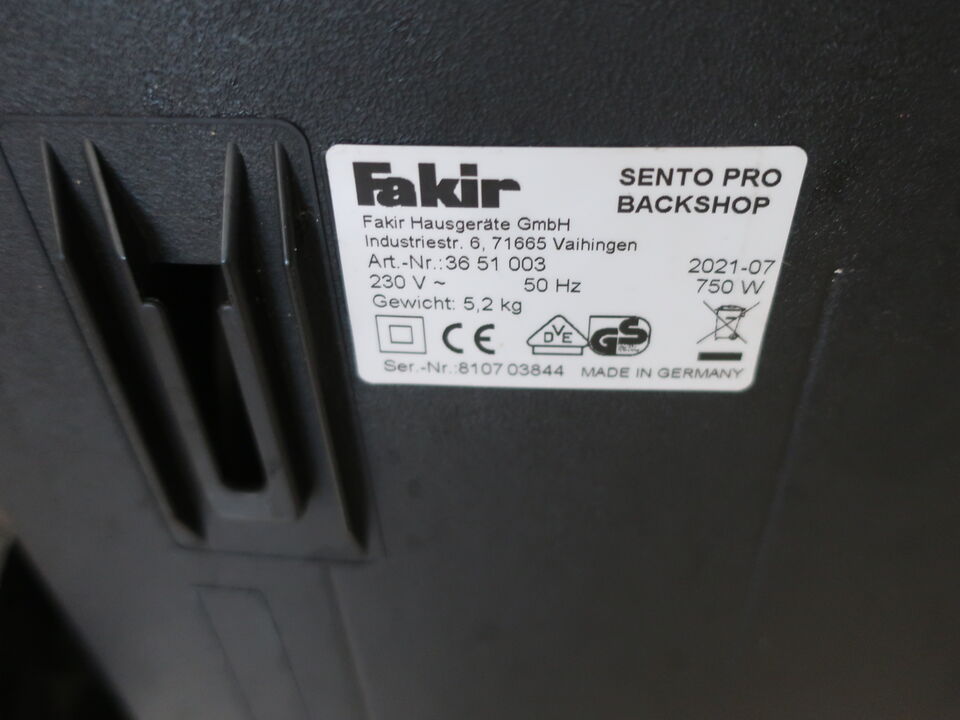 Fakir
SENTO PRO
BACKSHOP
Fakir Hausgeräte GmbH
Industriestr. 6, 71665 Vaihingen
Art.-Nr.:36 51 003 2021-07
230 V ~ 50 Hz 750 W
Gewicht: 5,2 kg
CE DVE GS
Ser.-Nr.:8107 03844 MADE IN GERMANY